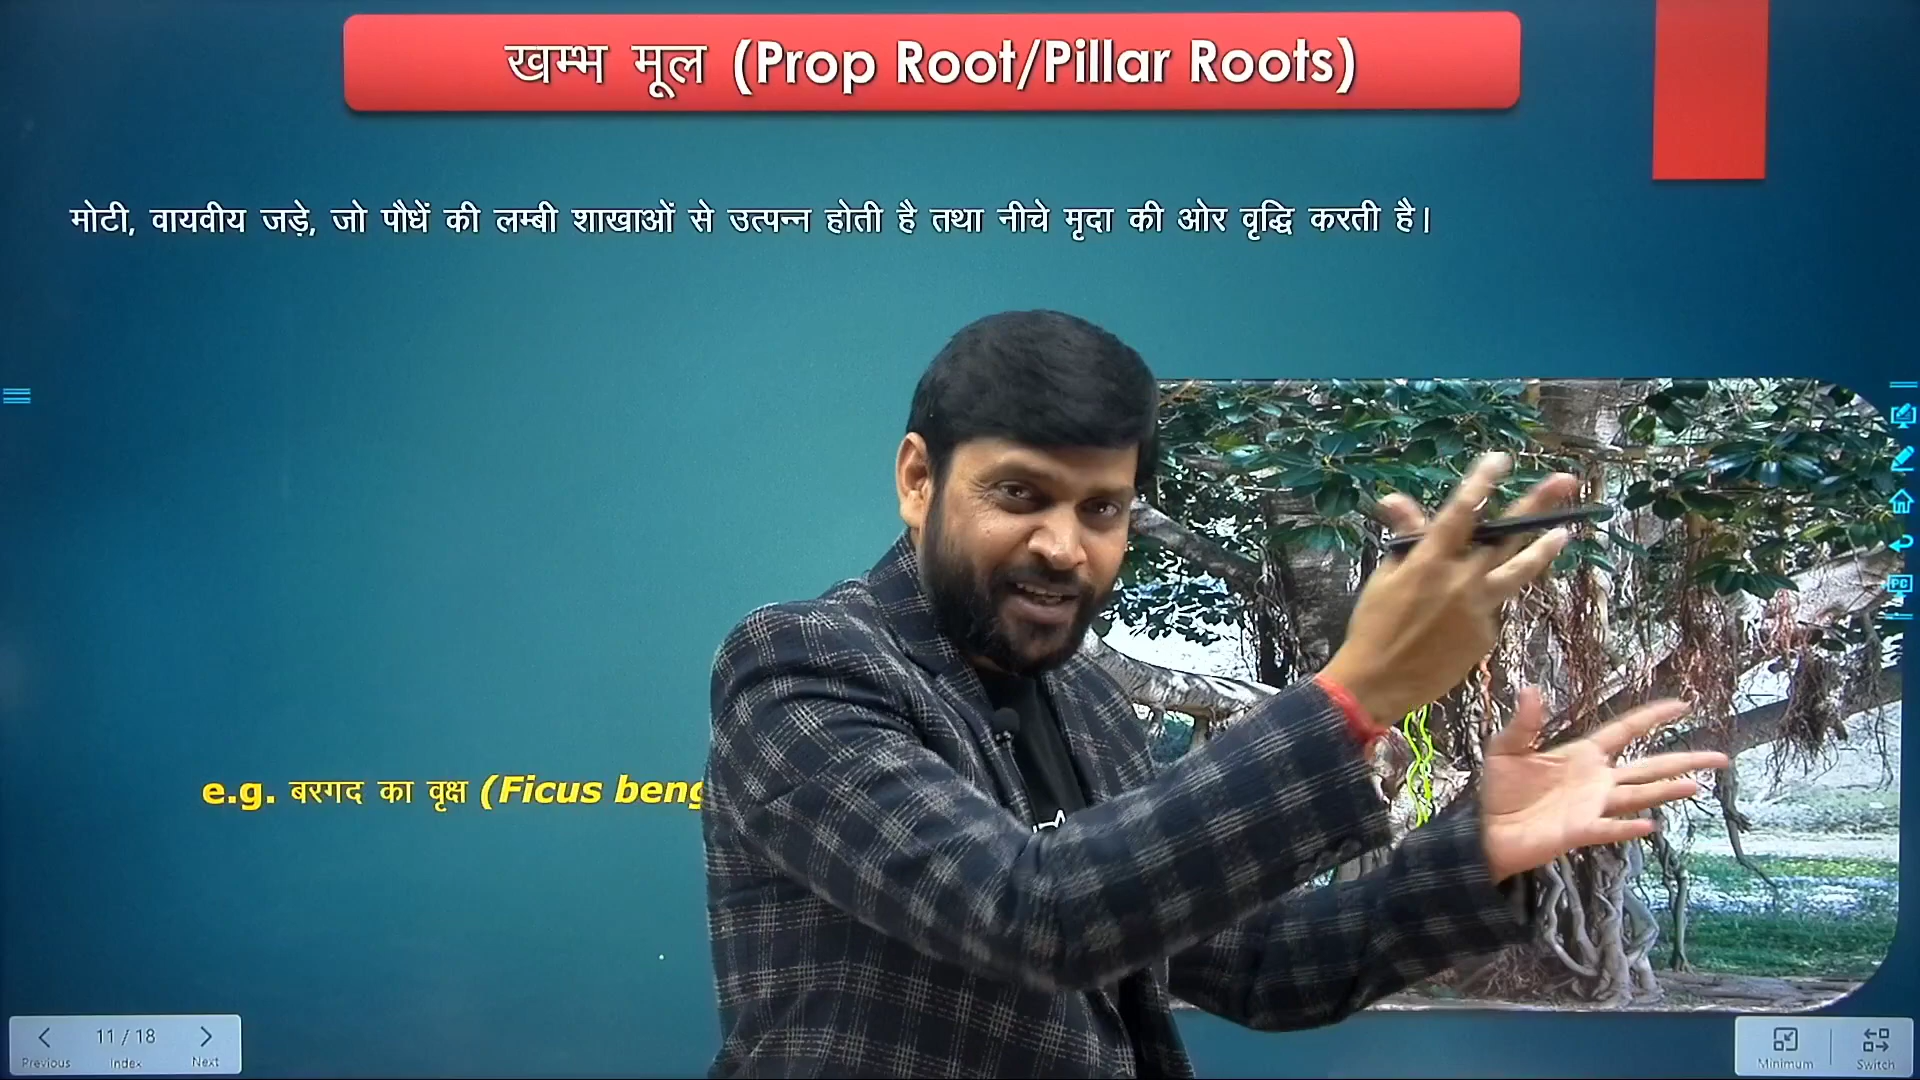 खम्भ मूल (Prop Root/Pillar Roots)
मोटी, वायवीय जड़े, जो पौधें की लम्बी शाखाओं से उत्पन्न होती है तथा नीचे मृदा की ओर वृद्धि करती है।
e.g. बरगद का वृक्ष (Ficus
PC
11 / 18
Previous Index Next
Minimum Switch